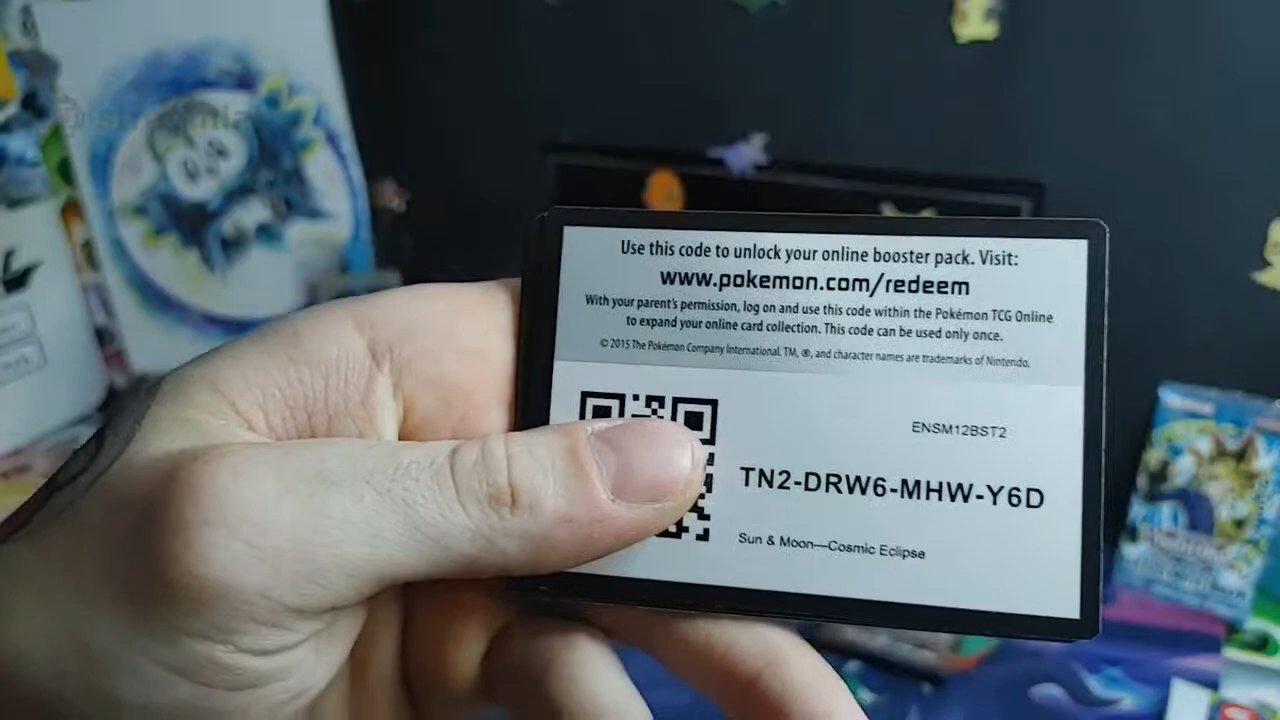 Use this code to unlock your online booster pack. Visit:
www.pokemon.com/redeem
With your parent's permission, log on and use this code within the Pokémon TCG Online
to expand your online card collection. This code can be used only once.
© 2015 The Pokémon Company International. TM, ®, and character names are trademarks of Nintendo.
ENSM12BST2
TN2-DRW6-MHW-Y6D
Sun & Moon—Cosmic Eclipse